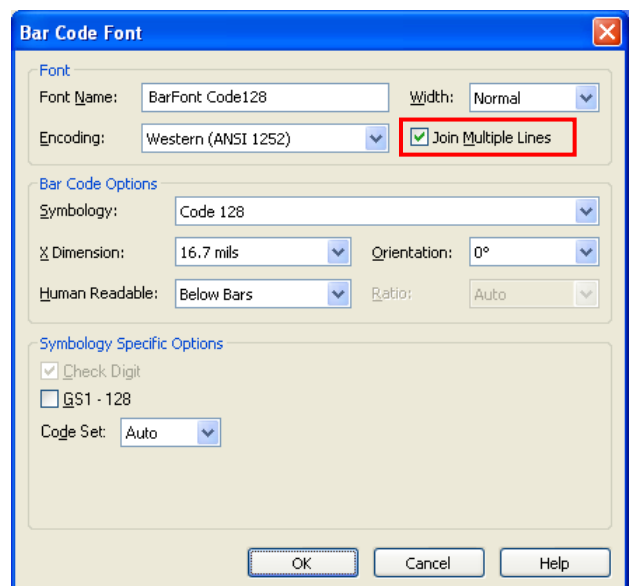 Bar Code Font
Font
Font Name: BarFont Code128 Width: Normal
Encoding: Western (ANSI 1252) Join Multiple Lines
Bar Code Options
Symbology: Code 128
X Dimension: 16.7 mils Orientation: 0°
Human Readable: Below Bars Ratio: Auto
Symbology Specific Options
Check Digit
GS1 - 128
Code Set: Auto
OK Cancel Help